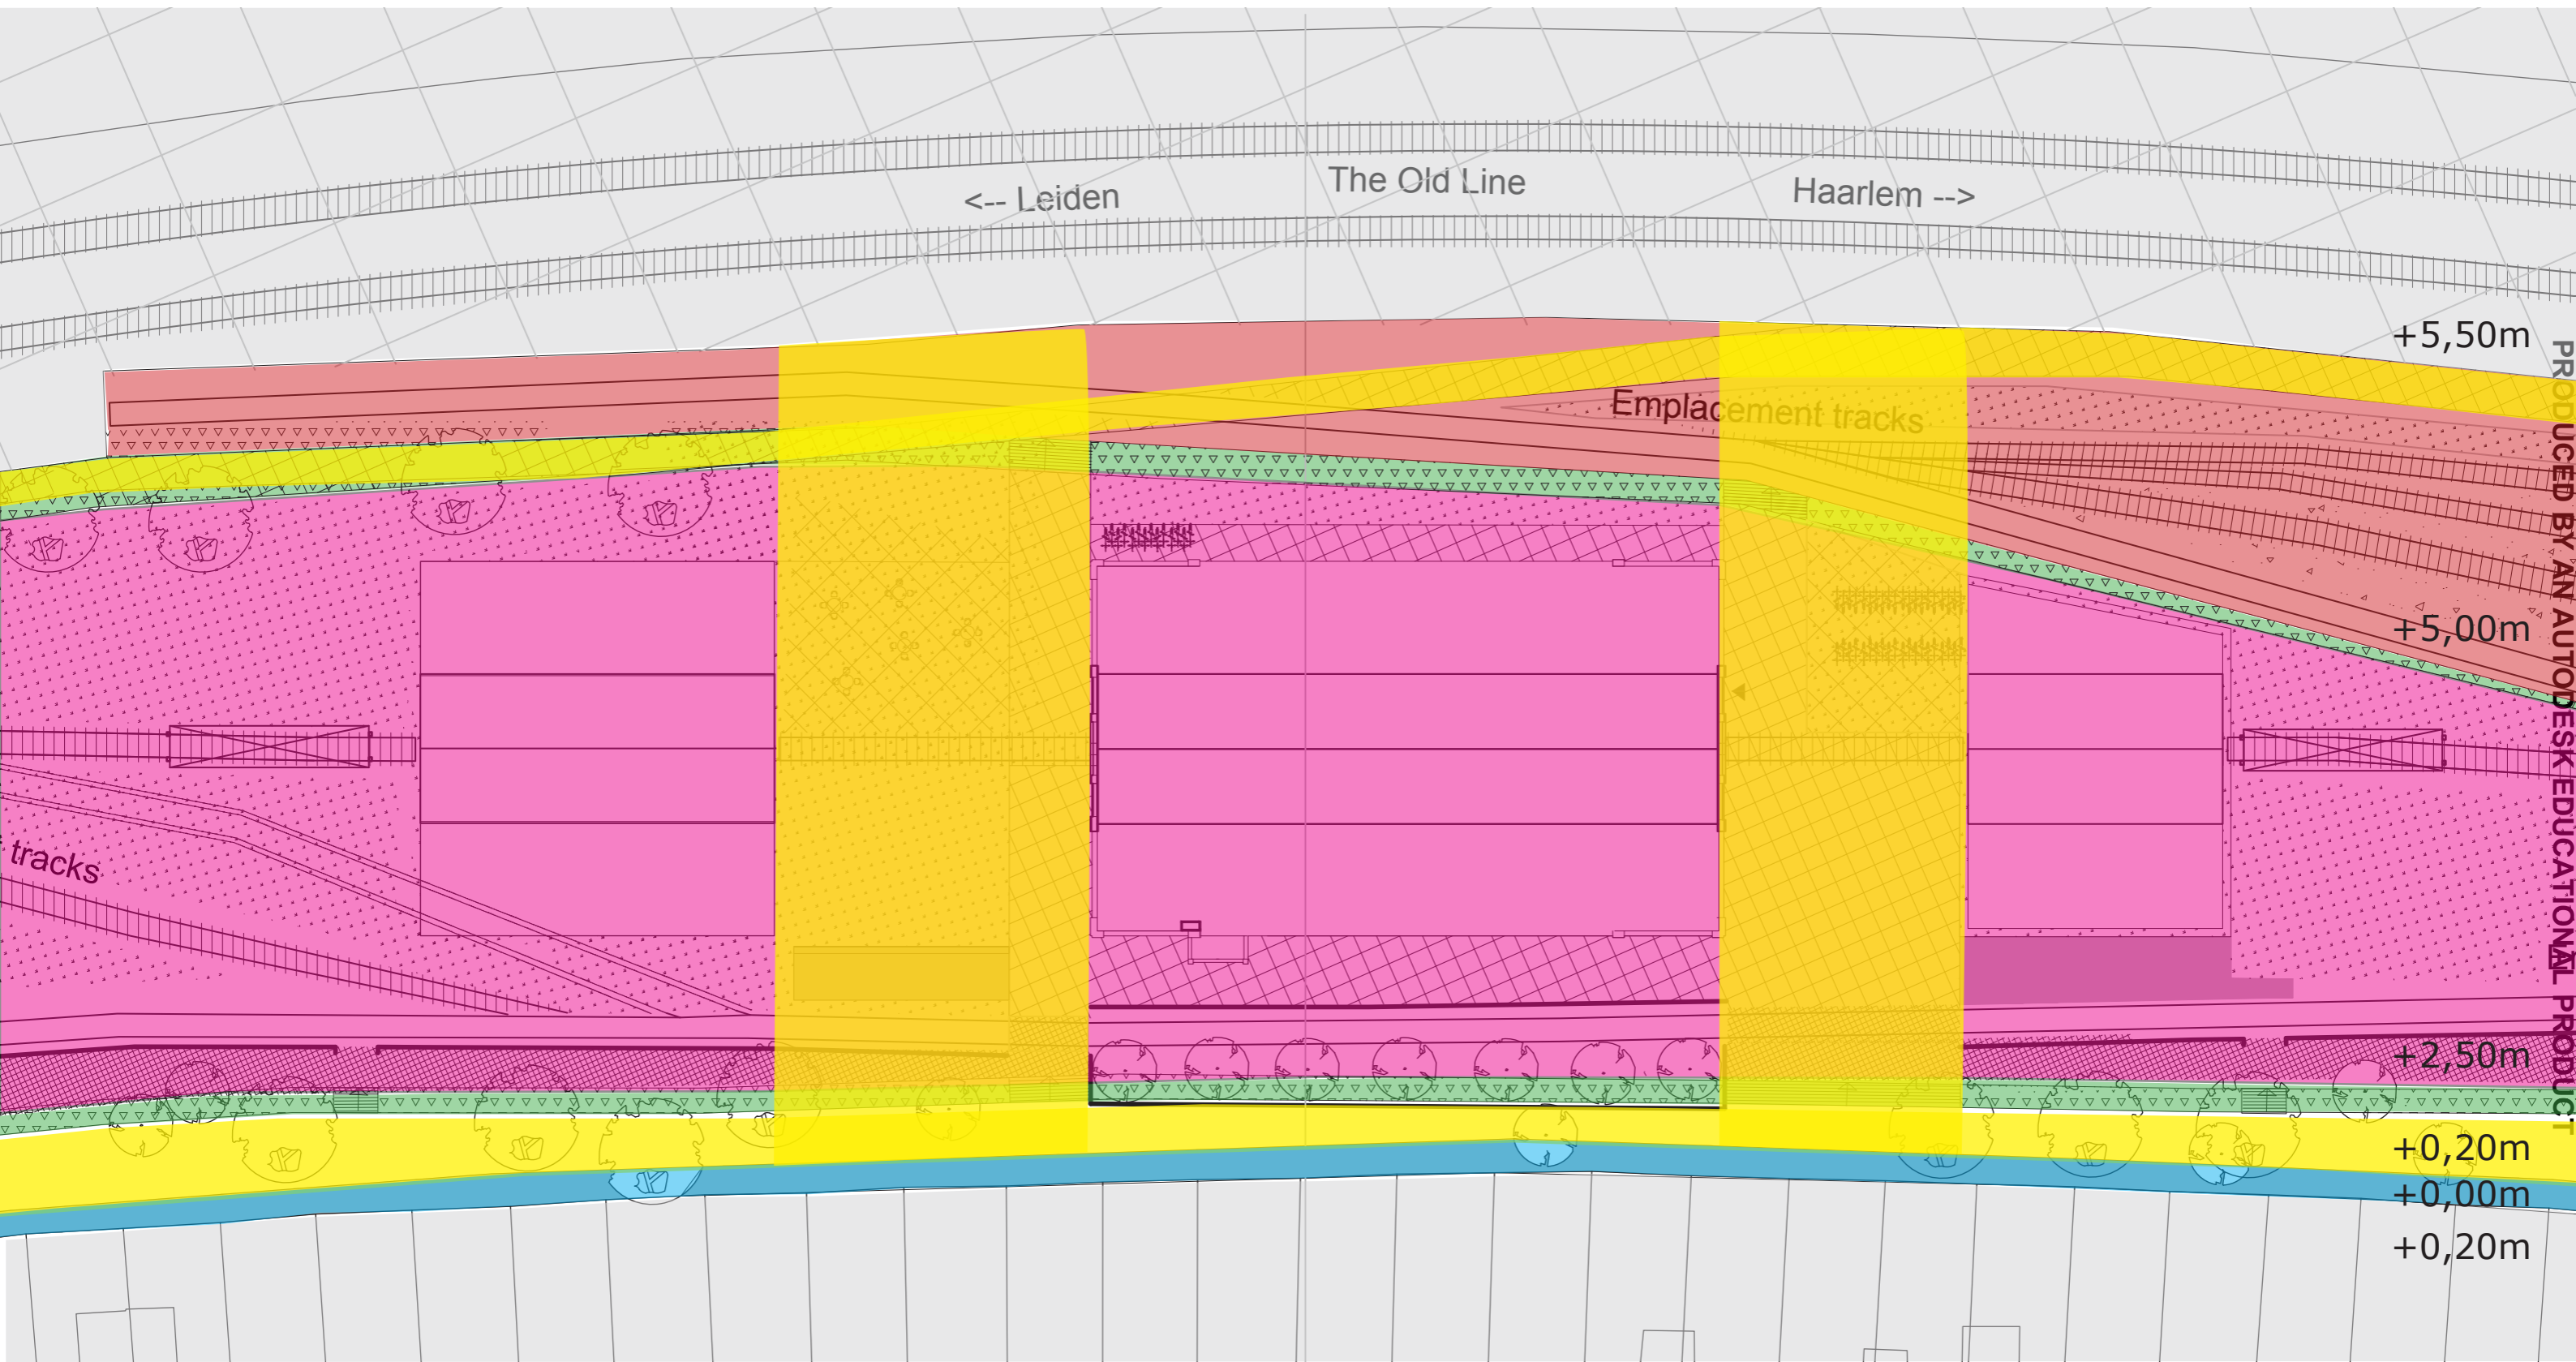 The Old Line
<-- Leiden
Haarlem -->
+5,50m
Emplacement tracks
+5,00m
tracks
+2,50m
+0,20m
+0,00m
+0,20m
PRODUCED BY AN AUTODESK EDUCATIONAL PRODUCT